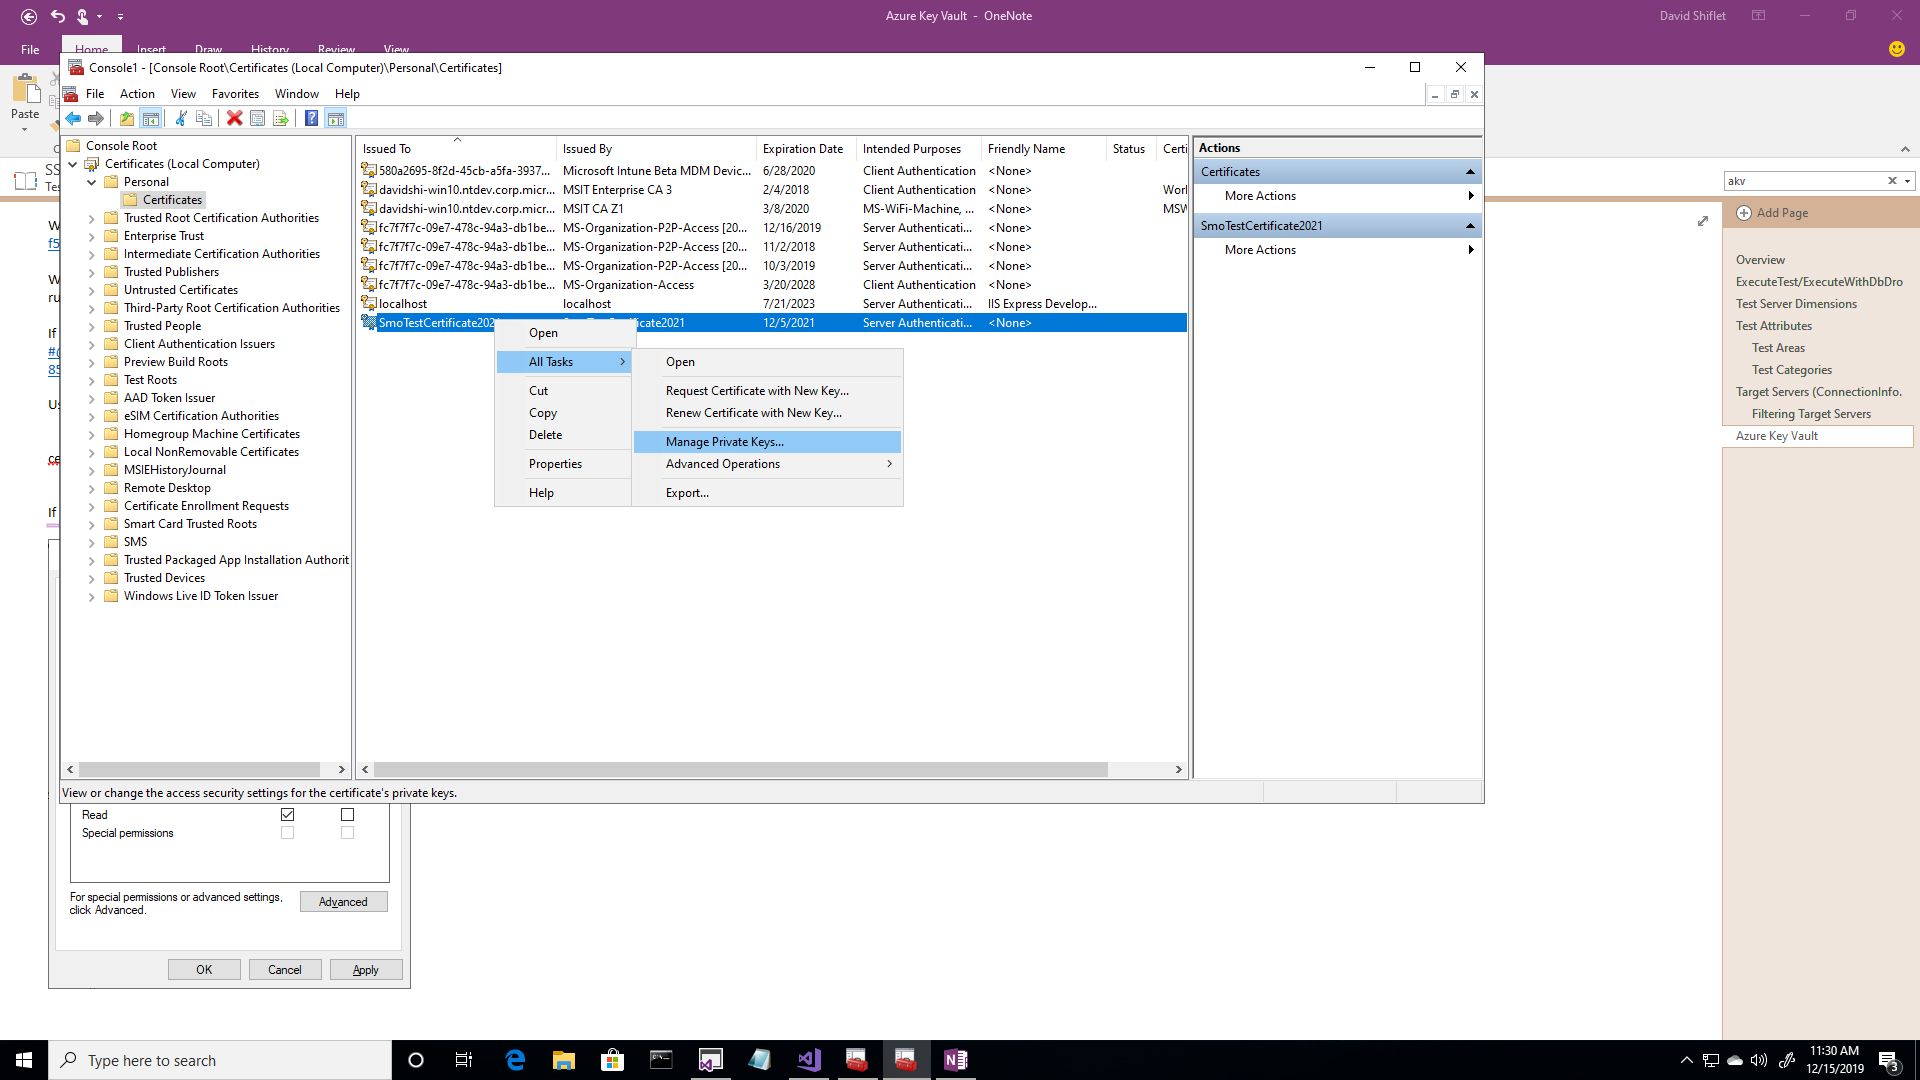 Azure Key Vault - OneNote
David Shiflet
File
Home
Insert
Draw
History
Review
View
Paste
Console1 - [Console Root\Certificates (Local Computer)\Personal\Certificates]
File Action View Favorites Window Help
Console Root
Certificates (Local Computer)
Personal
Certificates
Trusted Root Certification Authorities
Enterprise Trust
Intermediate Certification Authorities
Trusted Publishers
Untrusted Certificates
Third-Party Root Certification Authorities
Trusted People
Client Authentication Issuers
Preview Build Roots
Test Roots
AAD Token Issuer
eSIM Certification Authorities
Homegroup Machine Certificates
Local NonRemovable Certificates
MSIEHistoryJournal
Remote Desktop
Certificate Enrollment Requests
Smart Card Trusted Roots
SMS
Trusted Packaged App Installation Authorit
Trusted Devices
Windows Live ID Token Issuer
Issued To Issued By Expiration Date Intended Purposes Friendly Name Status Certi
580a2695-8f2d-45cb-a5fa-3937... Microsoft Intune Beta MDM Devic... 6/28/2020 Client Authentication <None>
davidshi-win10.ntdev.corp.micr... MSIT Enterprise CA 3 2/4/2018 Client Authentication <None> Worl
davidshi-win10.ntdev.corp.micr... MSIT CA Z1 3/8/2020 MS-WiFi-Machine, ... <None> MSW
fc7f7f7c-09e7-478c-94a3-db1be... MS-Organization-P2P-Access [20... 12/16/2019 Server Authenticati... <None>
fc7f7f7c-09e7-478c-94a3-db1be... MS-Organization-P2P-Access [20... 11/2/2018 Server Authenticati... <None>
fc7f7f7c-09e7-478c-94a3-db1be... MS-Organization-P2P-Access [20... 10/3/2019 Server Authenticati... <None>
fc7f7f7c-09e7-478c-94a3-db1be... MS-Organization-Access 3/20/2028 Client Authentication <None>
localhost localhost 7/21/2023 Server Authenticati... IIS Express Develop...
SmoTestCertificate202 icate2021 12/5/2021 Server Authenticati... <None>
Open
All Tasks
Cut
Copy
Delete
Properties
Help
Open
Request Certificate with New Key...
Renew Certificate with New Key...
Manage Private Keys...
Advanced Operations
Export...
Actions
Certificates
More Actions
SmoTestCertificate2021
More Actions
View or change the access security settings for the certificate's private keys.
SS
Tes
W
f5
W
ru
If
#(
85
Us
ce
If
Read
Special permissions
For special permissions or advanced settings,
click Advanced.
Advanced
OK Cancel Apply
akv
Add Page
Overview
ExecuteTest/ExecuteWithDbDro
Test Server Dimensions
Test Attributes
Test Areas
Test Categories
Target Servers (ConnectionInfo.
Filtering Target Servers
Azure Key Vault
Type here to search
11:30 AM
12/15/2019
3